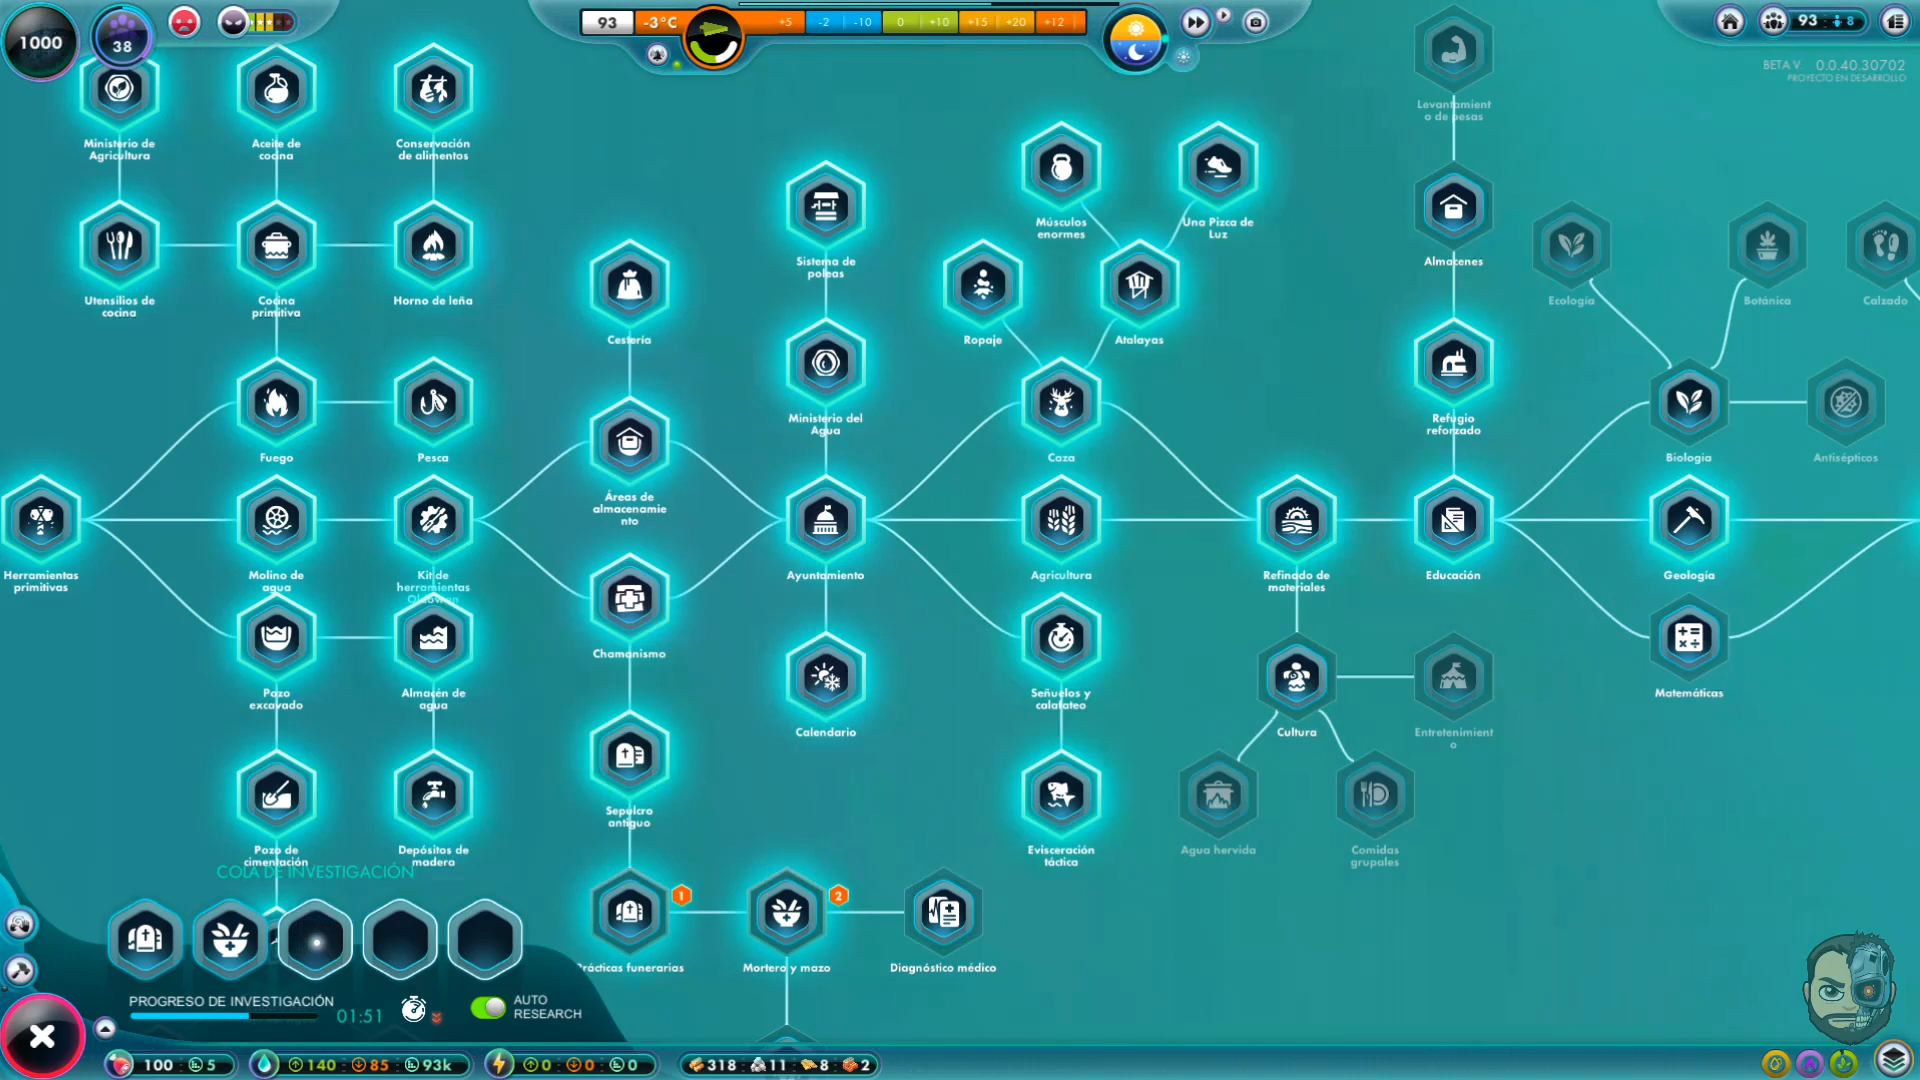 1000
38
93
-3°C
+5
-2
-10
0
+10
+15
+20
+12
93
8
BETA V. 0.0.40.30702
PROYECTO EN DESARROLLO
Ministerio de
Agricultura
Aceite de
cocina
Conservación
de alimentos
Levantamient
o de pesas
Músculos
enormes
Una Pizca de
Luz
Sistema de
poleas
Almacenes
Utensilios de
cocina
Cocina
primitiva
Horno de leña
Cestería
Ropaje
Atalayas
Ecología
Botánica
Calzado
Ministerio del
Agua
Refugio
reforzado
Fuego
Pesca
Caza
Biología
Antisépticos
Áreas de
almacenamie
nto
Herramientas
primitivas
Molino de
agua
Kit de
herramientas
Ayuntamiento
Agricultura
Refinado de
materiales
Educación
Geología
Chamanismo
Pozo
excavado
Almacén de
agua
Señuelos y
calafateo
Matemáticas
Calendario
Cultura
Entretenimient
o
Sepulcro
antiguo
Pozo de
cimentación
Depósitos de
madera
Evisceración
táctica
Agua hervida
Comidas
grupales
COLA DE INVESTIGACIÓN
1
2
Prácticas funerarias
Mortero y mazo
Diagnóstico médico
PROGRESO DE INVESTIGACIÓN
01:51
AUTO
RESEARCH
100
5
140
85
93k
0
0
0
318
11
8
2